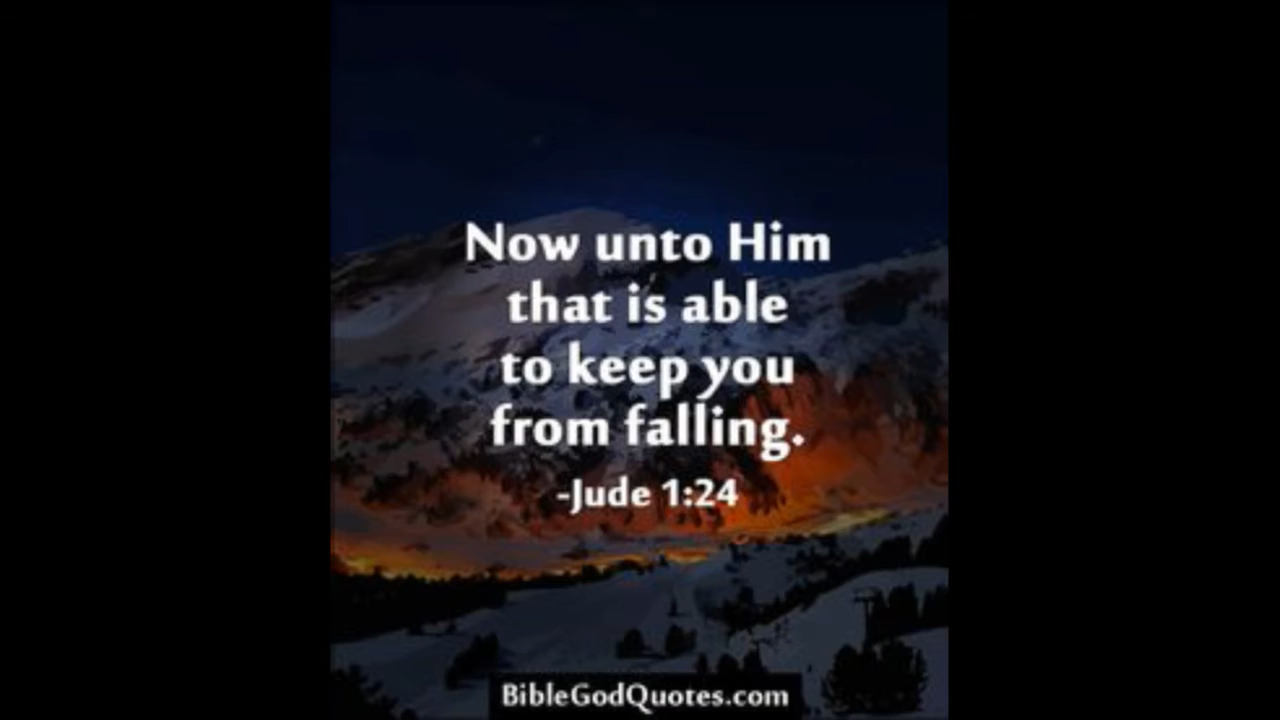 Now unto Him
that is able
to keep you
from falling.
-Jude 1:24
BibleGodQuotes.com